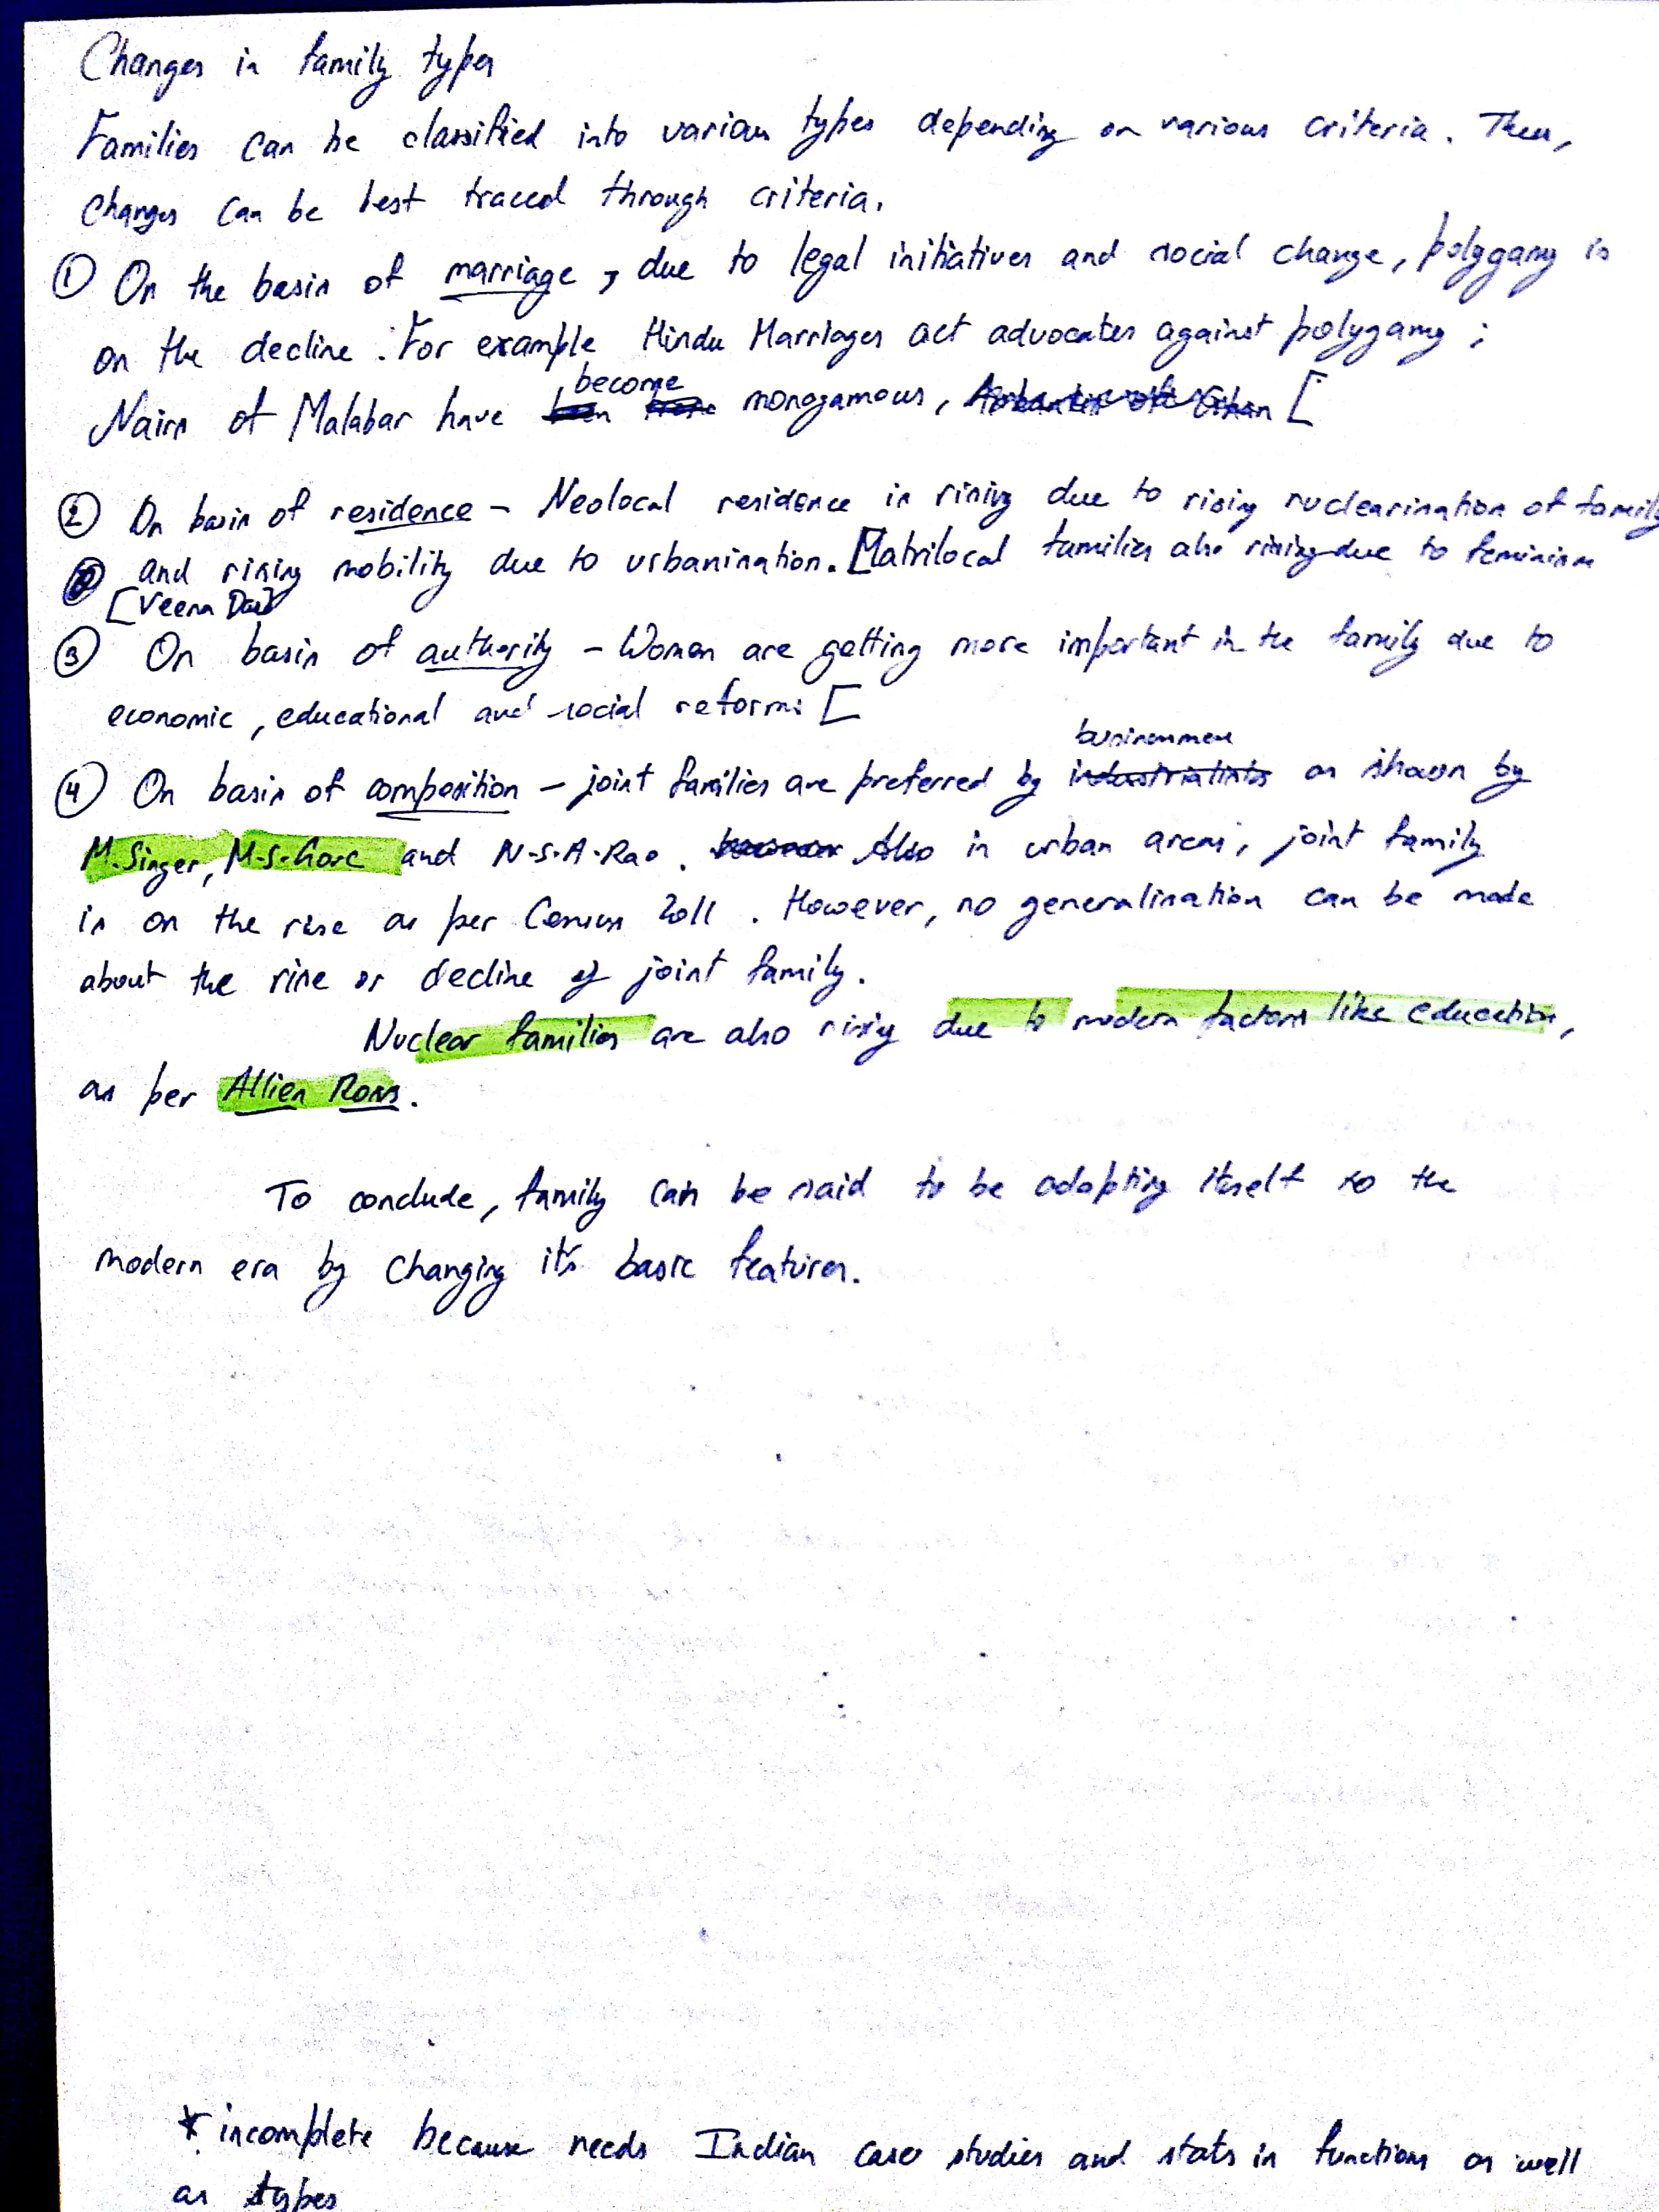 Changes in family types
Families can be classified into various types depending on various criteria. Thus,
Changes can be best traced through criteria.
① On the basis of marriage, due to legal initiatives and social change, polygamy is
on the decline. For example Hindu Marriages act advocates against polygamy;
become
Nairs of Malabar have been monogamous, [
② On basis of residence - Neolocal residence is rising due to rising nuclearisation of family
and rising mobility due to urbanisation. [Matrilocal families also rising due to feminism
[Veena Das]
③ On basis of authority - Women are getting more important in the family due to
economic, educational and social reforms [
businessmen
④ On basis of composition - joint families are preferred by industrialists as shown by
M. Singer, M.S. Gore and N.S.A. Rao. However Also in urban areas, joint family
is on the rise as per Census 2011. However, no generalisation can be made
about the rise or decline of joint family.
Nuclear families are also rising due to modern factors like education,
as per Allien Ross.
To conclude, family can be said to be adapting itself to the
modern era by changing it's basic features.
* incomplete because needs Indian case studies and stats in functions as well
as types